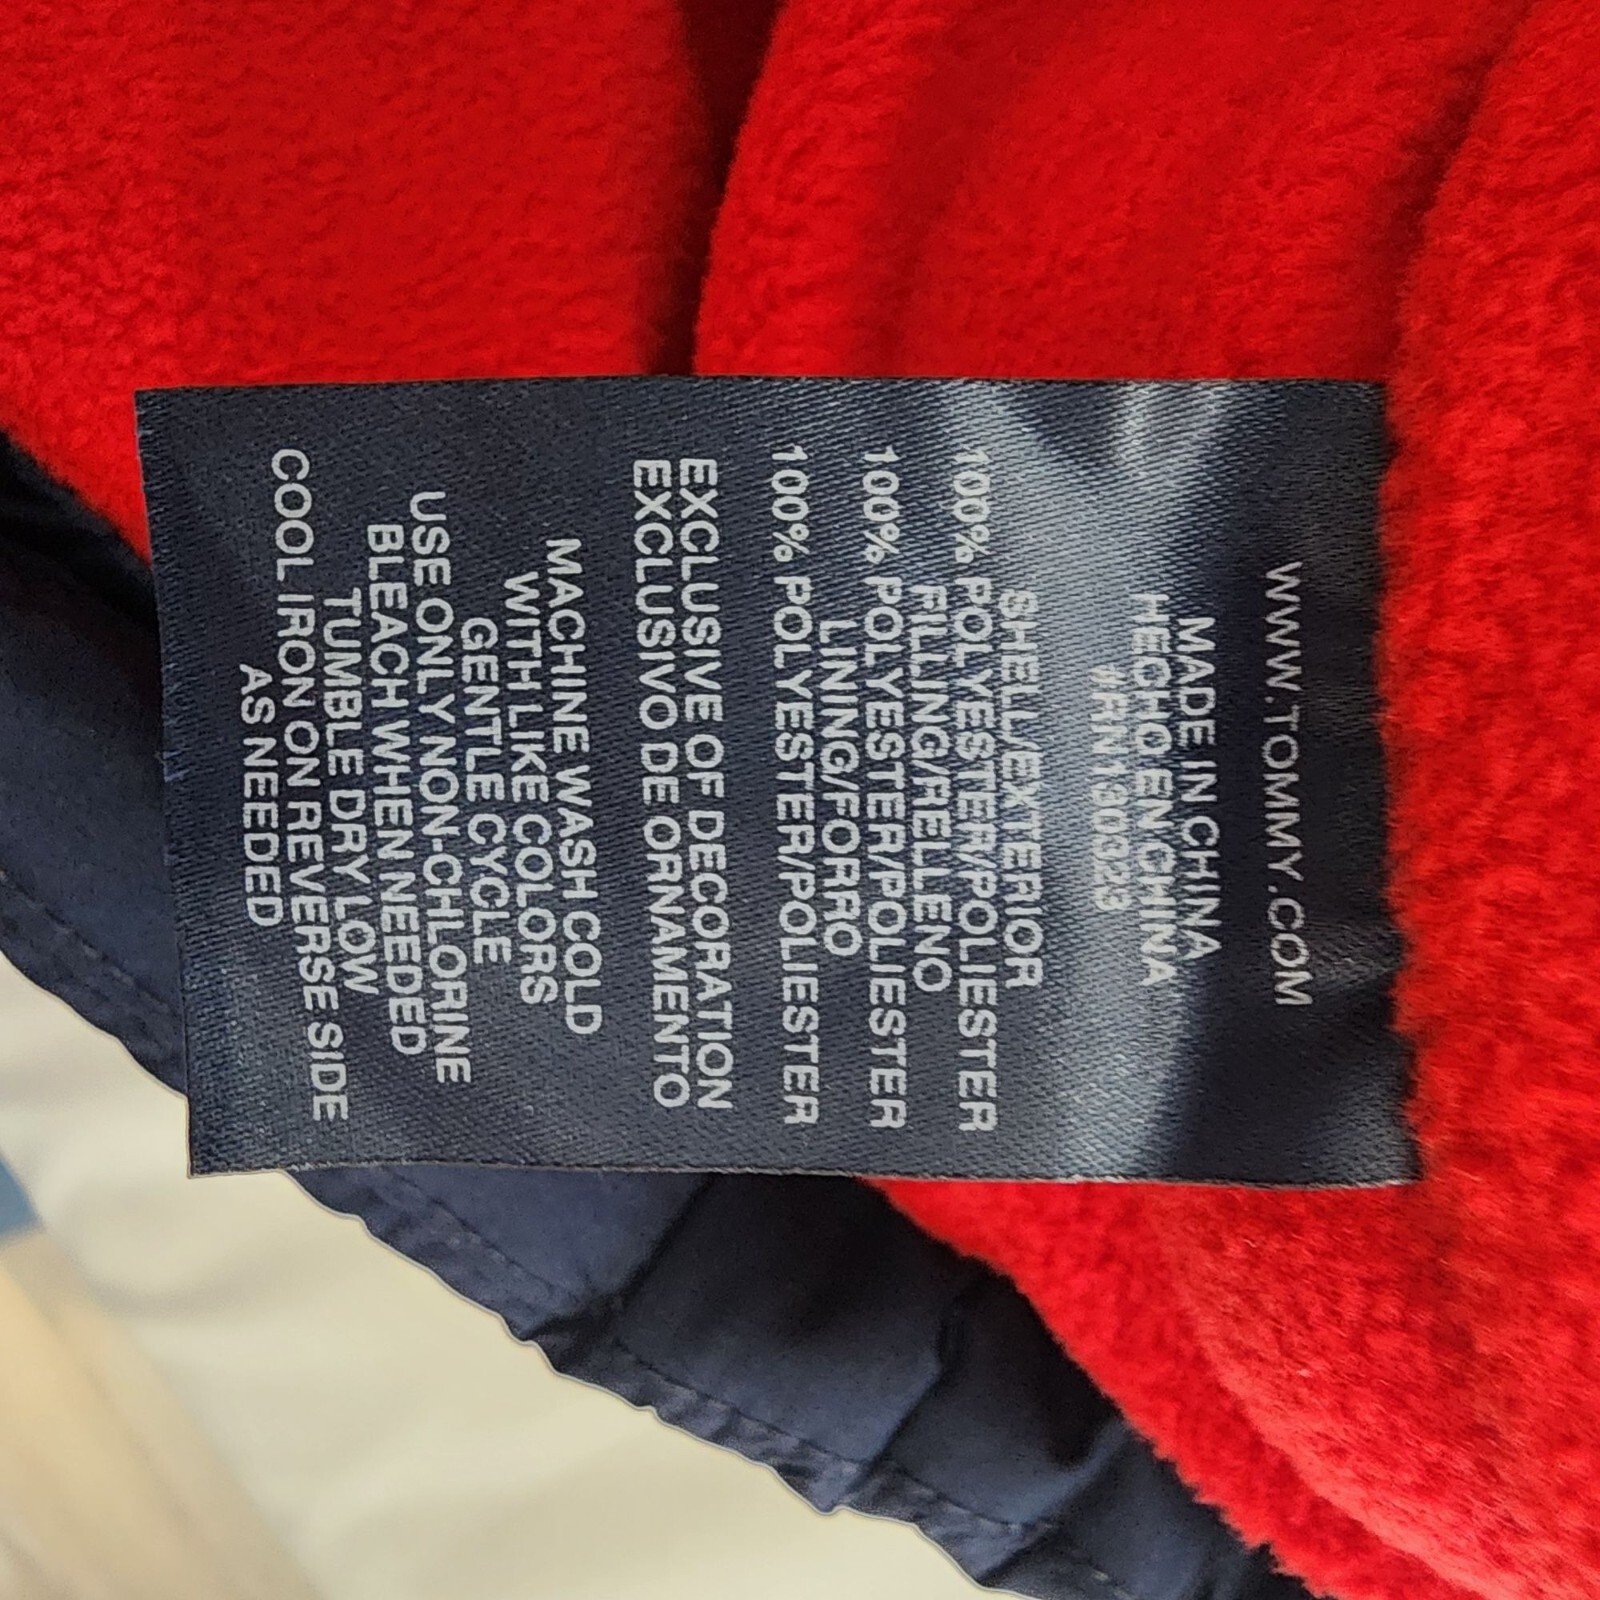 WWW.TOMMY.COM
MADE IN CHINA
HECHO EN CHINA
#RN 130323
SHELL/EXTERIOR
100% POLYESTER/POLIESTER
FILLING/RELLENO
100% POLYESTER/POLIESTER
LINING/FORRO
100% POLYESTER/POLIESTER
EXCLUSIVE OF DECORATION
EXCLUSIVO DE ORNAMENTO
MACHINE WASH COLD
WITH LIKE COLORS
GENTLE CYCLE
USE ONLY NON-CHLORINE
BLEACH WHEN NEEDED
TUMBLE DRY LOW
COOL IRON ON REVERSE SIDE
AS NEEDED